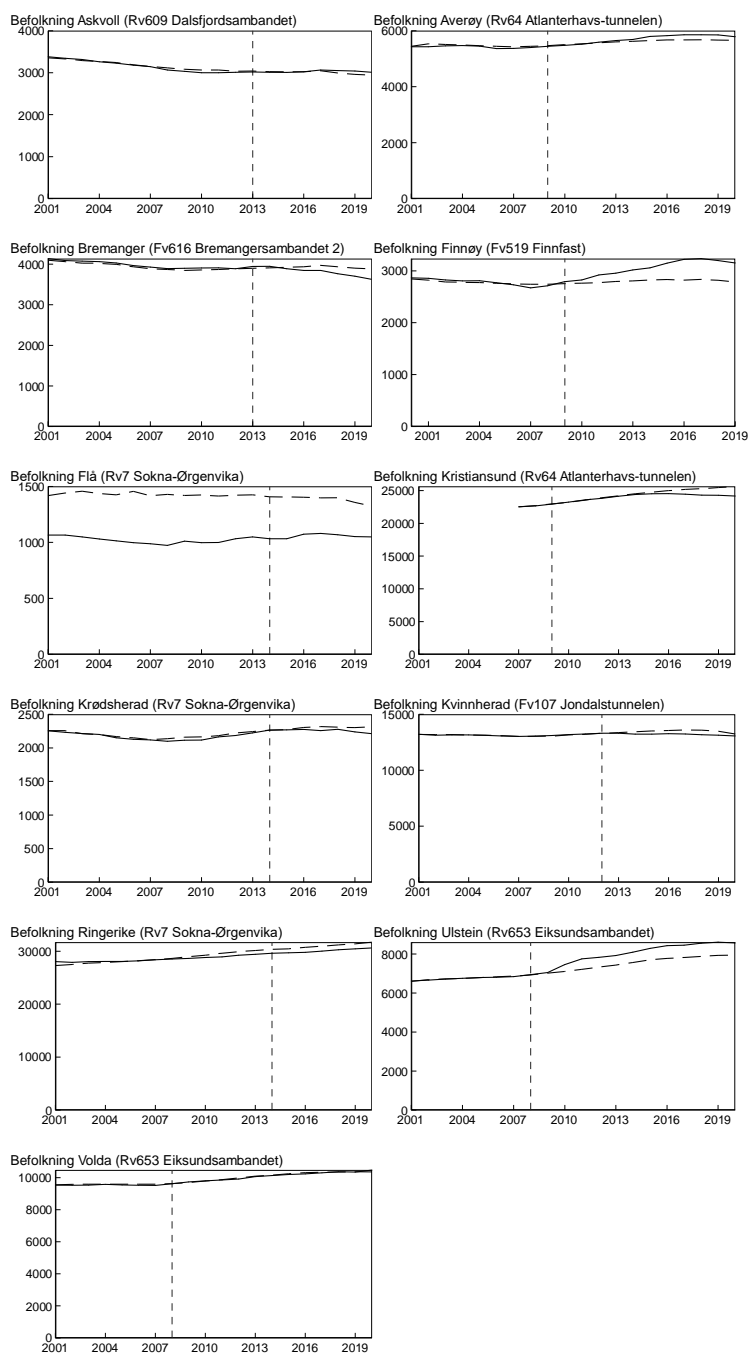 Befolkning Askvoll (Rv609 Dalsfjordsambandet)
4000
3000
2000
1000
0
2001 2004 2007 2010 2013 2016 2019
Befolkning Averøy (Rv64 Atlanterhavs-tunnelen)
6000
4000
2000
0
2001 2004 2007 2010 2013 2016 2019
Befolkning Bremanger (Fv616 Bremangersambandet 2)
4000
3000
2000
1000
0
2001 2004 2007 2010 2013 2016 2019
Befolkning Finnøy (Fv519 Finnfast)
3000
2000
1000
0
2001 2004 2007 2010 2013 2016 2019
Befolkning Flå (Rv7 Sokna-Ørgenvika)
1500
1000
500
0
2001 2004 2007 2010 2013 2016 2019
Befolkning Kristiansund (Rv64 Atlanterhavs-tunnelen)
25000
20000
15000
10000
5000
0
2001 2004 2007 2010 2013 2016 2019
Befolkning Krødsherad (Rv7 Sokna-Ørgenvika)
2500
2000
1500
1000
500
0
2001 2004 2007 2010 2013 2016 2019
Befolkning Kvinnherad (Fv107 Jondalstunnelen)
15000
10000
5000
0
2001 2004 2007 2010 2013 2016 2019
Befolkning Ringerike (Rv7 Sokna-Ørgenvika)
30000
20000
10000
0
2001 2004 2007 2010 2013 2016 2019
Befolkning Ulstein (Rv653 Eiksundsambandet)
8000
6000
4000
2000
0
2001 2004 2007 2010 2013 2016 2019
Befolkning Volda (Rv653 Eiksundsambandet)
10000
8000
6000
4000
2000
0
2001 2004 2007 2010 2013 2016 2019